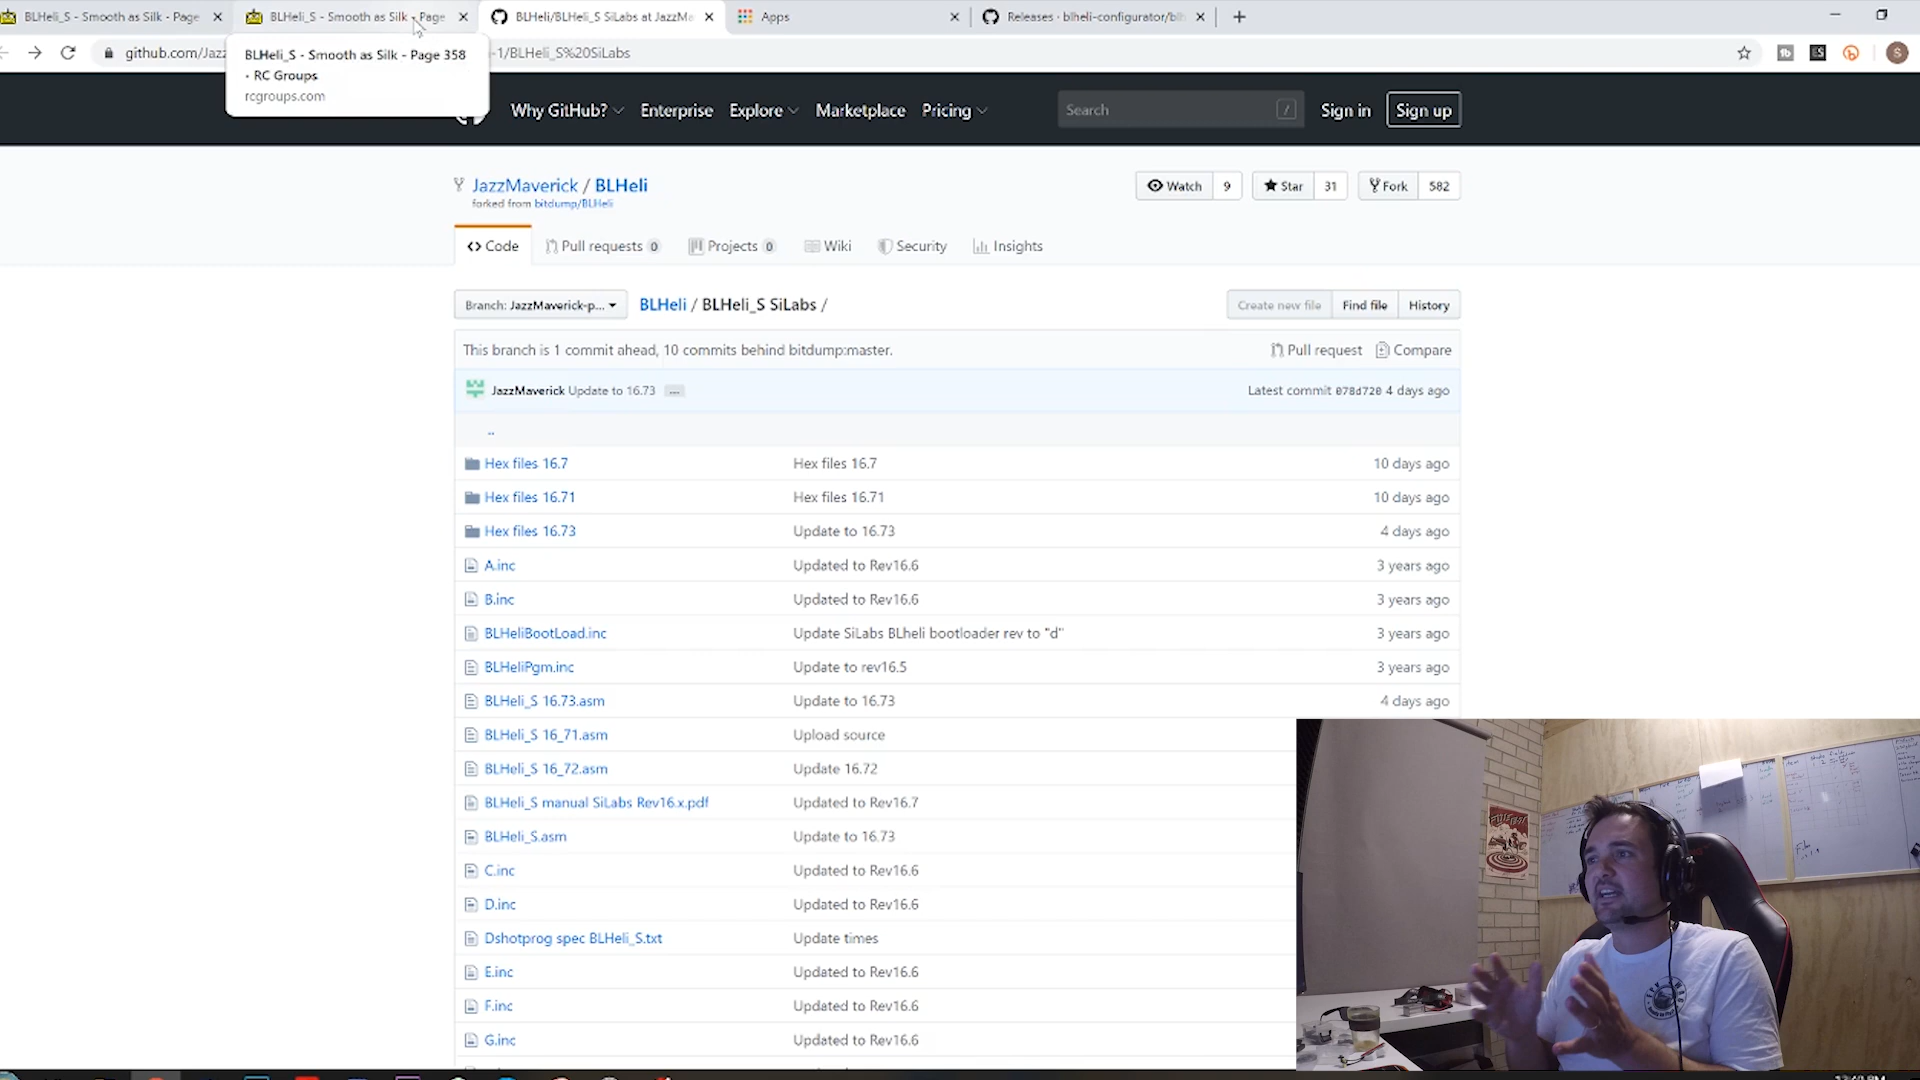 BLHeli_S - Smooth as Silk - Page
BLHeli_S - Smooth as Silk - Page
BLHeli/BLHeli_S SiLabs at JazzMa
Apps
Releases · blheli-configurator/blh
github.com/Jazz
-1/BLHeli_S%20SiLabs
BLHeli_S - Smooth as Silk - Page 358
- RC Groups
rcgroups.com
Why GitHub?
Enterprise
Explore
Marketplace
Pricing
Search
/
Sign in
Sign up
JazzMaverick / BLHeli
forked from bitdump/BLHeli
Watch 9
Star 31
Fork 582
Code
Pull requests 0
Projects 0
Wiki
Security
Insights
Branch: JazzMaverick-p...
BLHeli / BLHeli_S SiLabs /
Create new file
Find file
History
This branch is 1 commit ahead, 10 commits behind bitdump:master.
Pull request
Compare
JazzMaverick Update to 16.73 ...
Latest commit 078d720 4 days ago
..
Hex files 16.7 Hex files 16.7 10 days ago
Hex files 16.71 Hex files 16.71 10 days ago
Hex files 16.73 Update to 16.73 4 days ago
A.inc Updated to Rev16.6 3 years ago
B.inc Updated to Rev16.6 3 years ago
BLHeliBootLoad.inc Update SiLabs BLheli bootloader rev to "d" 3 years ago
BLHeliPgm.inc Update to rev16.5 3 years ago
BLHeli_S 16.73.asm Update to 16.73 4 days ago
BLHeli_S 16_71.asm Upload source
BLHeli_S 16_72.asm Update 16.72
BLHeli_S manual SiLabs Rev16.x.pdf Updated to Rev16.7
BLHeli_S.asm Update to 16.73
C.inc Updated to Rev16.6
D.inc Updated to Rev16.6
Dshotprog spec BLHeli_S.txt Update times
E.inc Updated to Rev16.6
F.inc Updated to Rev16.6
G.inc Updated to Rev16.6